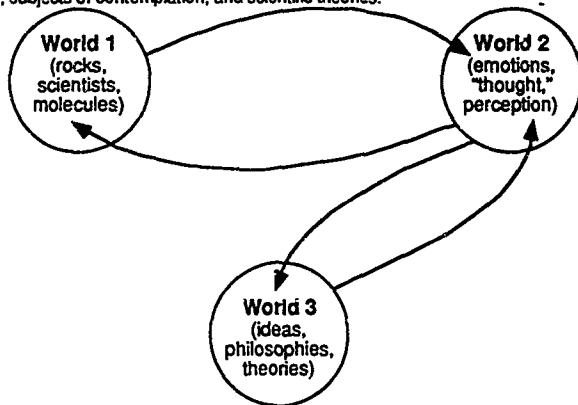 , subjects of contemplation, and scientific theories.
World 1
(rocks,
scientists,
molecules)
World 2
(emotions,
"thought,"
perception)
World 3
(ideas,
philosophies,
theories)